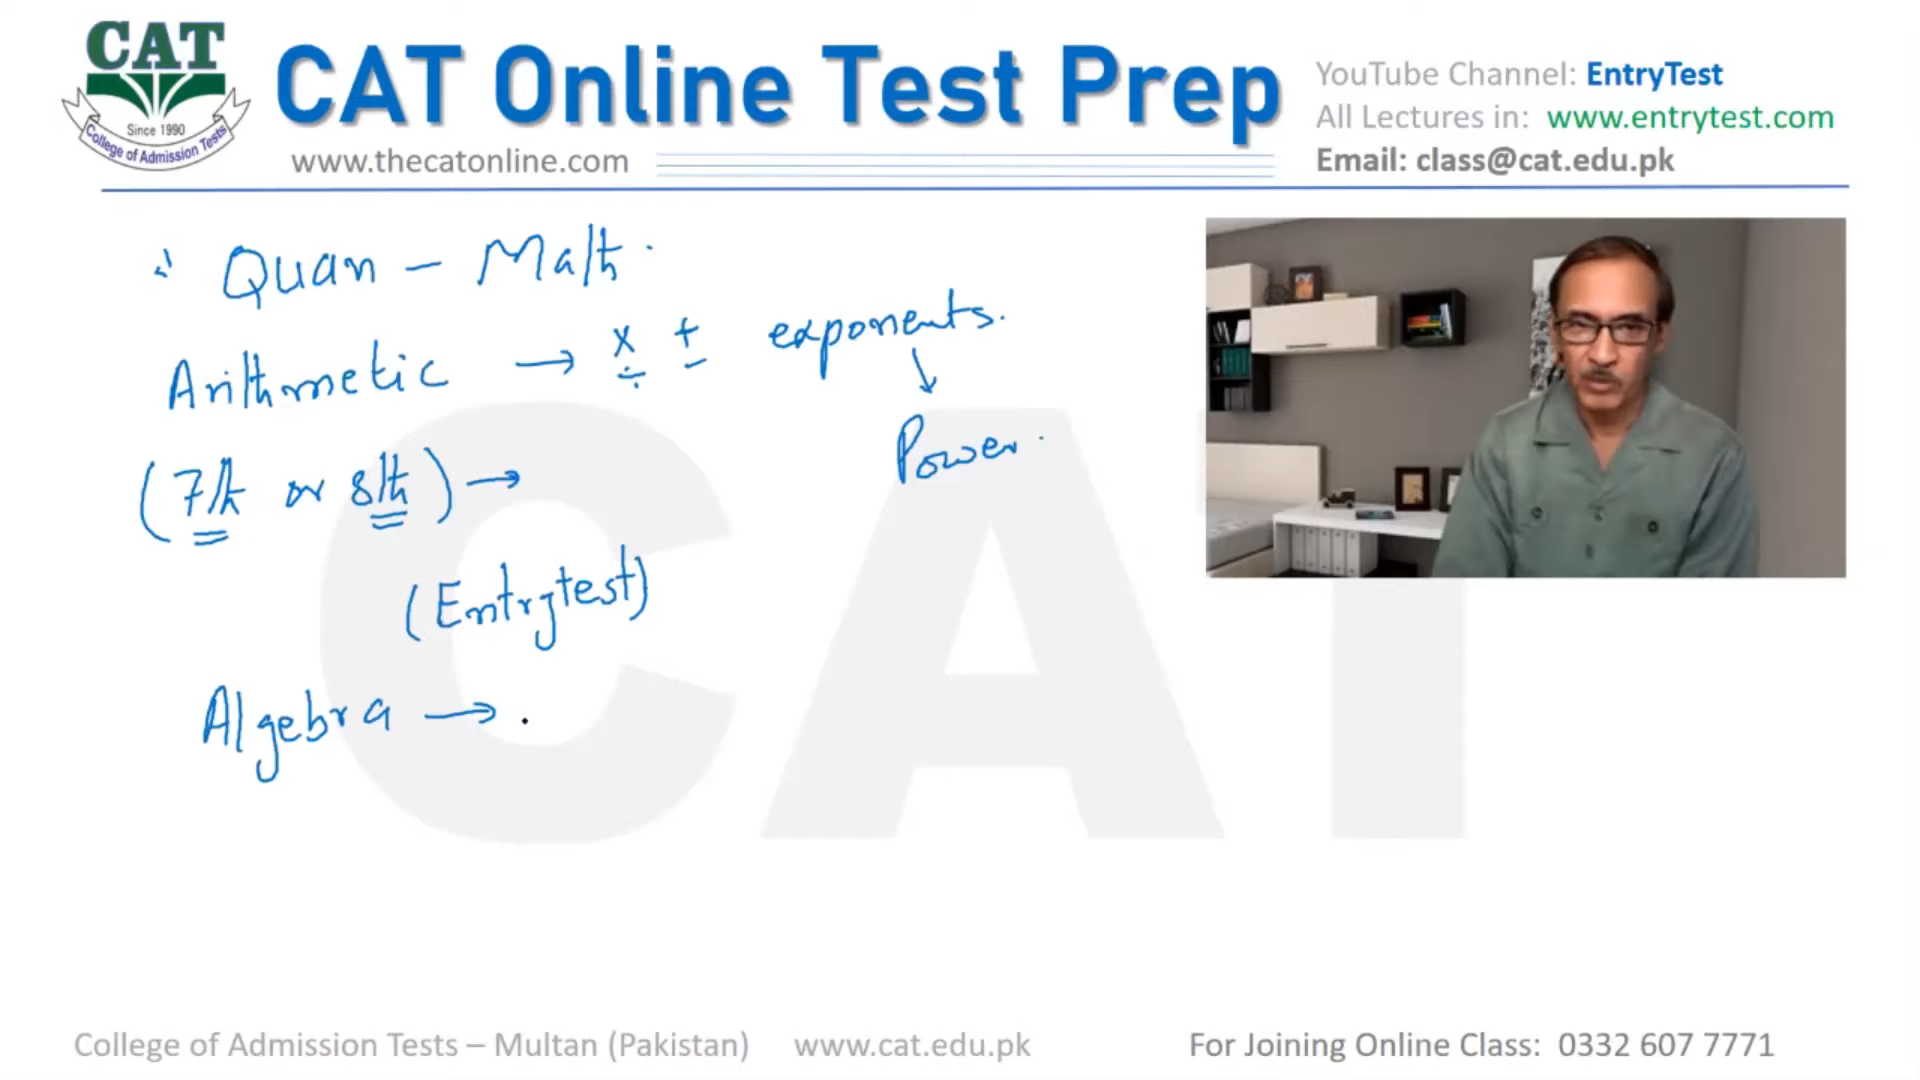 CAT
Since 1990
College of Admission Tests
CAT Online Test Prep
www.thecatonline.com
YouTube Channel: EntryTest
All Lectures in: www.entrytest.com
Email: class@cat.edu.pk
Quan - Math.
Arithmetic → × ÷ + - exponents.
↓
Power.
(7th or 8th) →
(Entrytest)
Algebra → .
CAT
College of Admission Tests – Multan (Pakistan) www.cat.edu.pk For Joining Online Class: 0332 607 7771